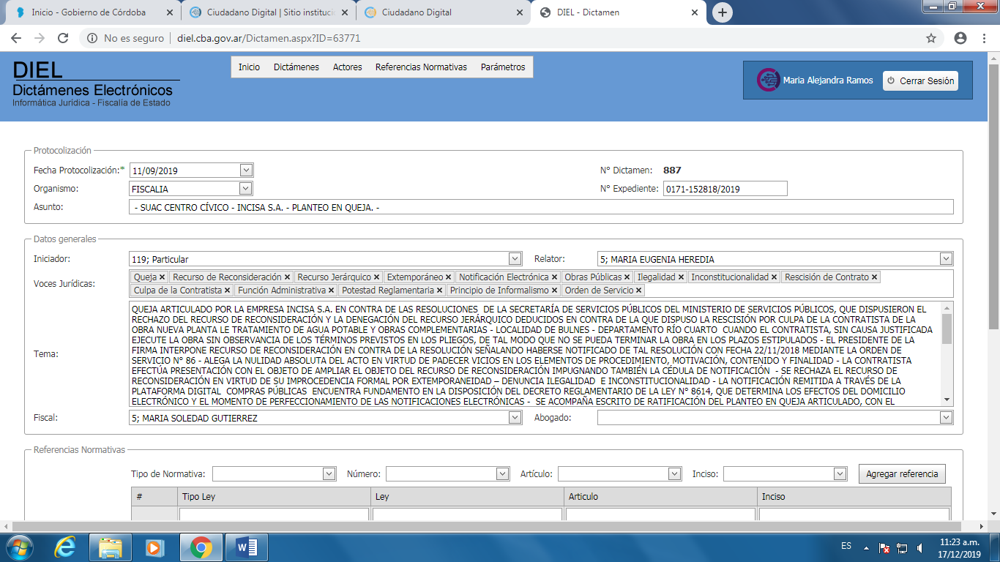 Inicio - Gobierno de Córdoba
Ciudadano Digital | Sitio instituci
Ciudadano Digital
DIEL - Dictamen
No es seguro | diel.cba.gov.ar/Dictamen.aspx?ID=63771
DIEL
Dictámenes Electrónicos
Informática Jurídica - Fiscalía de Estado
Inicio Dictámenes Actores Referencias Normativas Parámetros
Maria Alejandra Ramos Cerrar Sesión
Protocolización
Fecha Protocolización:* 11/09/2019 N° Dictamen: 887
Organismo: FISCALIA N° Expediente: 0171-152818/2019
Asunto: - SUAC CENTRO CÍVICO - INCISA S.A. - PLANTEO EN QUEJA. -
Datos generales
Iniciador: 119; Particular Relator: 5; MARIA EUGENIA HEREDIA
Voces Jurídicas: Queja × Recurso de Reconsideración × Recurso Jerárquico × Extemporáneo × Notificación Electrónica × Obras Públicas × Ilegalidad × Inconstitucionalidad × Rescisión de Contrato ×
Culpa de la Contratista × Función Administrativa × Potestad Reglamentaria × Principio de Informalismo × Orden de Servicio ×
Tema:
QUEJA ARTICULADO POR LA EMPRESA INCISA S.A. EN CONTRA DE LAS RESOLUCIONES DE LA SECRETARÍA DE SERVICIOS PÚBLICOS DEL MINISTERIO DE SERVICIOS PÚBLICOS, QUE DISPUSIERON EL
RECHAZO DEL RECURSO DE RECONSIDERACIÓN Y LA DENEGACIÓN DEL RECURSO JERÁRQUICO DEDUCIDOS EN CONTRA DE LA QUE DISPUSO LA RESCISIÓN POR CULPA DE LA CONTRATISTA DE LA
OBRA NUEVA PLANTA LE TRATAMIENTO DE AGUA POTABLE Y OBRAS COMPLEMENTARIAS - LOCALIDAD DE BULNES - DEPARTAMENTO RÍO CUARTO CUANDO EL CONTRATISTA, SIN CAUSA JUSTIFICADA
EJECUTE LA OBRA SIN OBSERVANCIA DE LOS TÉRMINOS PREVISTOS EN LOS PLIEGOS, DE TAL MODO QUE NO SE PUEDA TERMINAR LA OBRA EN LOS PLAZOS ESTIPULADOS - EL PRESIDENTE DE LA
FIRMA INTERPONE RECURSO DE RECONSIDERACIÓN EN CONTRA DE LA RESOLUCIÓN SEÑALANDO HABERSE NOTIFICADO DE TAL RESOLUCIÓN CON FECHA 22/11/2018 MEDIANTE LA ORDEN DE
SERVICIO N° 86 - ALEGA LA NULIDAD ABSOLUTA DEL ACTO EN VIRTUD DE PADECER VICIOS EN LOS ELEMENTOS DE PROCEDIMIENTO, MOTIVACIÓN, CONTENIDO Y FINALIDAD - LA CONTRATISTA
EFECTÚA PRESENTACIÓN CON EL OBJETO DE AMPLIAR EL OBJETO DEL RECURSO DE RECONSIDERACIÓN IMPUGNANDO TAMBIÉN LA CÉDULA DE NOTIFICACIÓN - SE RECHAZA EL RECURSO DE
RECONSIDERACIÓN EN VIRTUD DE SU IMPROCEDENCIA FORMAL POR EXTEMPORANEIDAD – DENUNCIA ILEGALIDAD E INCONSTITUCIONALIDAD - LA NOTIFICACIÓN REMITIDA A TRAVÉS DE LA
PLATAFORMA DIGITAL COMPRAS PÚBLICAS ENCUENTRA FUNDAMENTO EN LA DISPOSICIÓN DEL DECRETO REGLAMENTARIO DE LA LEY N° 8614, QUE DETERMINA LOS EFECTOS DEL DOMICILIO
ELECTRÓNICO Y EL MOMENTO DE PERFECCIONAMIENTO DE LAS NOTIFICACIONES ELECTRÓNICAS - SE ACOMPAÑA ESCRITO DE RATIFICACIÓN DEL PLANTEO EN QUEJA ARTICULADO, CON EL
Fiscal: 5; MARIA SOLEDAD GUTIERREZ Abogado:
Referencias Normativas
Tipo de Normativa: Número: Artículo: Inciso: Agregar referencia
# Tipo Ley Ley Articulo Inciso
ES 11:23 a.m.
17/12/2019